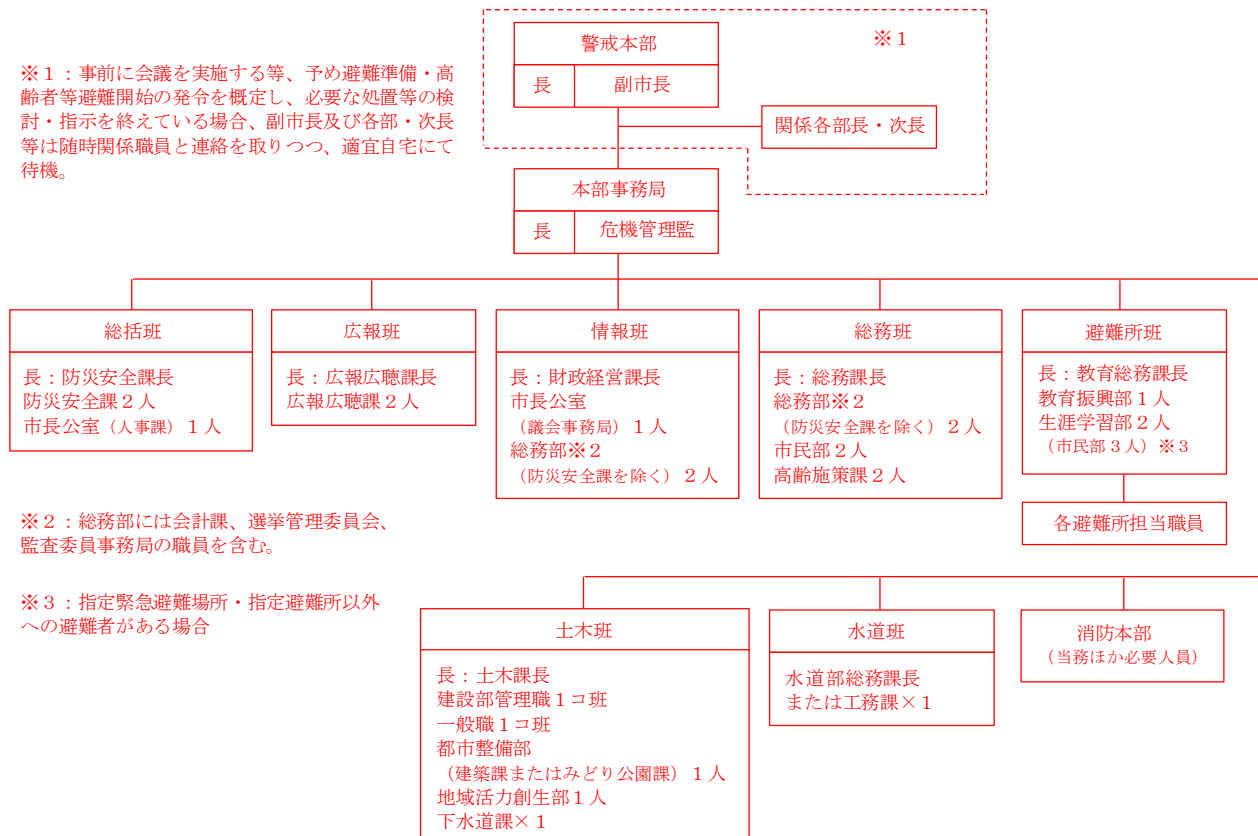 警戒本部
※1
長 副市長
※1：事前に会議を実施する等、予め避難準備・高
齢者等避難開始の発令を概定し、必要な処置等の検
討・指示を終えている場合、副市長及び各部・次長
等は随時関係職員と連絡を取りつつ、適宜自宅にて
待機。
関係各部長・次長
本部事務局
長 危機管理監
総括班
長：防災安全課長
防災安全課２人
市長公室（人事課）１人
広報班
長：広報広聴課長
広報広聴課２人
情報班
長：財政経営課長
市長公室
（議会事務局）１人
総務部※２
（防災安全課を除く）２人
総務班
長：総務課長
総務部※２
（防災安全課を除く）２人
市民部２人
高齢施策課２人
避難所班
長：教育総務課長
教育振興部１人
生涯学習部２人
（市民部３人）※３
各避難所担当職員
※２：総務部には会計課、選挙管理委員会、
監査委員事務局の職員を含む。
※３：指定緊急避難場所・指定避難所以外
への避難者がある場合
土木班
長：土木課長
建設部管理職１コ班
一般職１コ班
都市整備部
（建築課またはみどり公園課）１人
地域活力創生部１人
下水道課×１
水道班
水道部総務課長
または工務課×１
消防本部
（当務ほか必要人員）